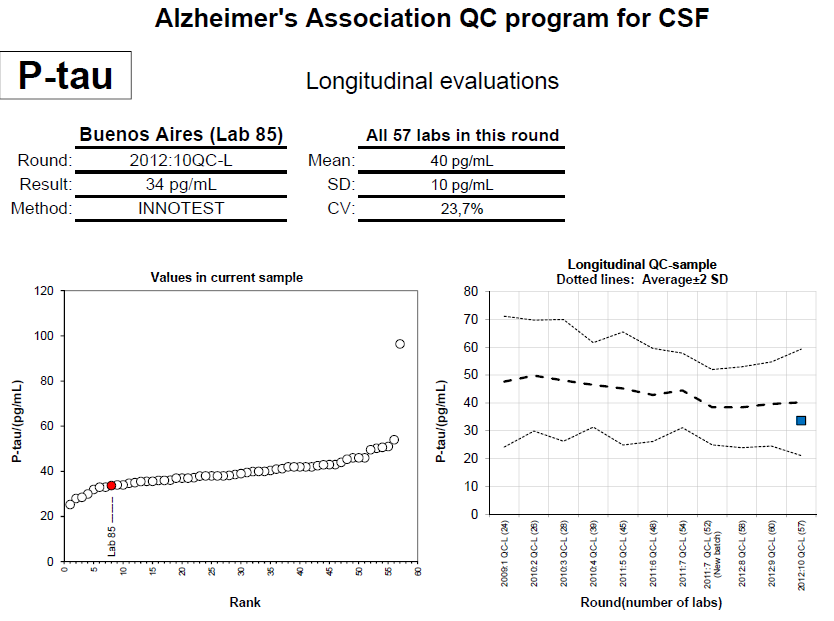 Alzheimer's Association QC program for CSF
P-tau
Longitudinal evaluations
Buenos Aires (Lab 85)
Round: 2012:10QC-L
Result: 34 pg/mL
Method: INNOTEST
All 57 labs in this round
Mean: 40 pg/mL
SD: 10 pg/mL
CV: 23,7%
Values in current sample
P-tau/(pg/mL)
120
100
80
60
40
20
0
Lab 85
0 5 10 15 20 25 30 35 40 45 50 55 60
Rank
Longitudinal QC-sample
Dotted lines: Average±2 SD
P-tau/(pg/mL)
80
70
60
50
40
30
20
10
0
2009:1 QC-L (24)
2010:2 QC-L (26)
2010:3 QC-L (28)
2010:4 QC-L (39)
2011:5 QC-L (45)
2011:6 QC-L (48)
2011:7 QC-L (54)
2011:7 QC-L (52)
(New batch)
2012:8 QC-L (58)
2012:9 QC-L (60)
2012:10 QC-L (57)
Round(number of labs)